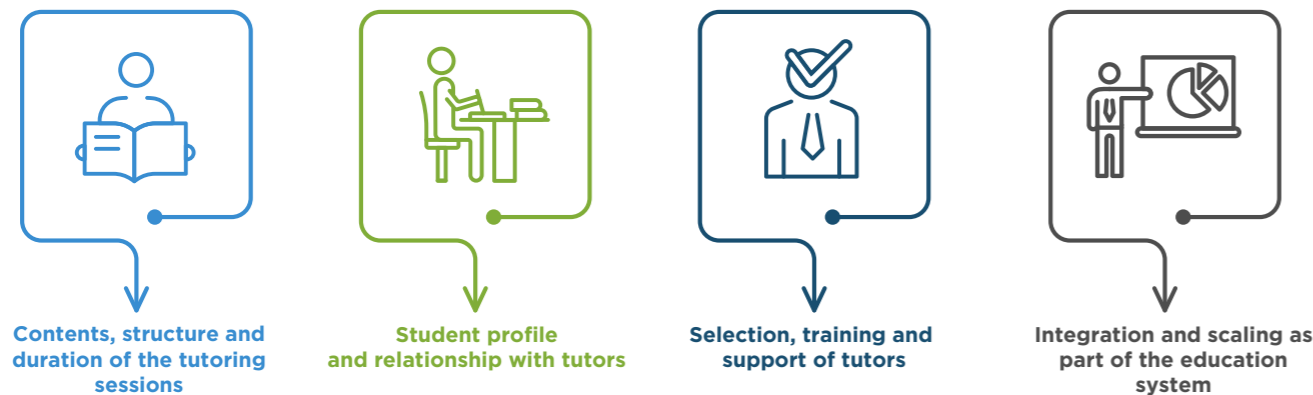 Contents, structure and
duration of the tutoring
sessions
Student profile
and relationship with tutors
Selection, training and
support of tutors
Integration and scaling as
part of the education
system